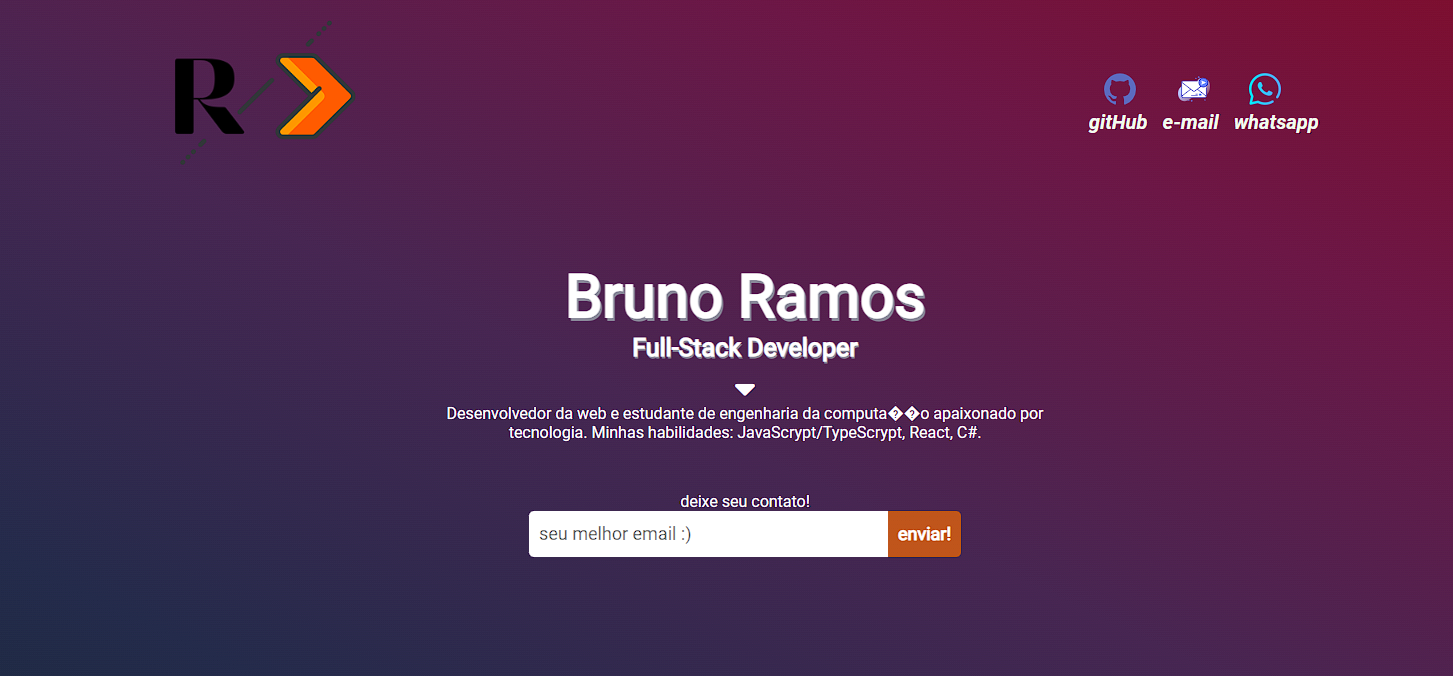 R
gitHub e-mail whatsapp
Bruno Ramos
Full-Stack Developer
Desenvolvedor da web e estudante de engenharia da computa��o apaixonado por
tecnologia. Minhas habilidades: JavaScrypt/TypeScrypt, React, C#.
deixe seu contato!
seu melhor email :) enviar!